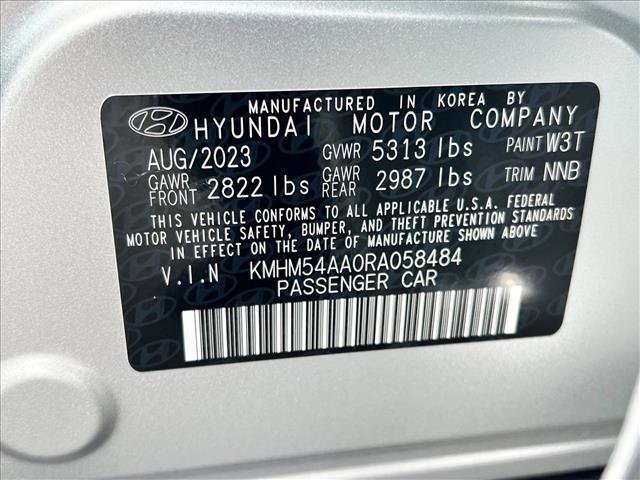 MANUFACTURED IN KOREA BY
HYUNDAI MOTOR COMPANY
AUG/2023 GVWR 5313 lbs PAINT W3T
GAWR FRONT 2822 lbs GAWR REAR 2987 lbs TRIM NNB
THIS VEHICLE CONFORMS TO ALL APPLICABLE U.S.A. FEDERAL
MOTOR VEHICLE SAFETY, BUMPER, AND THEFT PREVENTION STANDARDS
IN EFFECT ON THE DATE OF MANUFACTURE SHOWN ABOVE
V.I.N KMHM54AA0RA058484
PASSENGER CAR